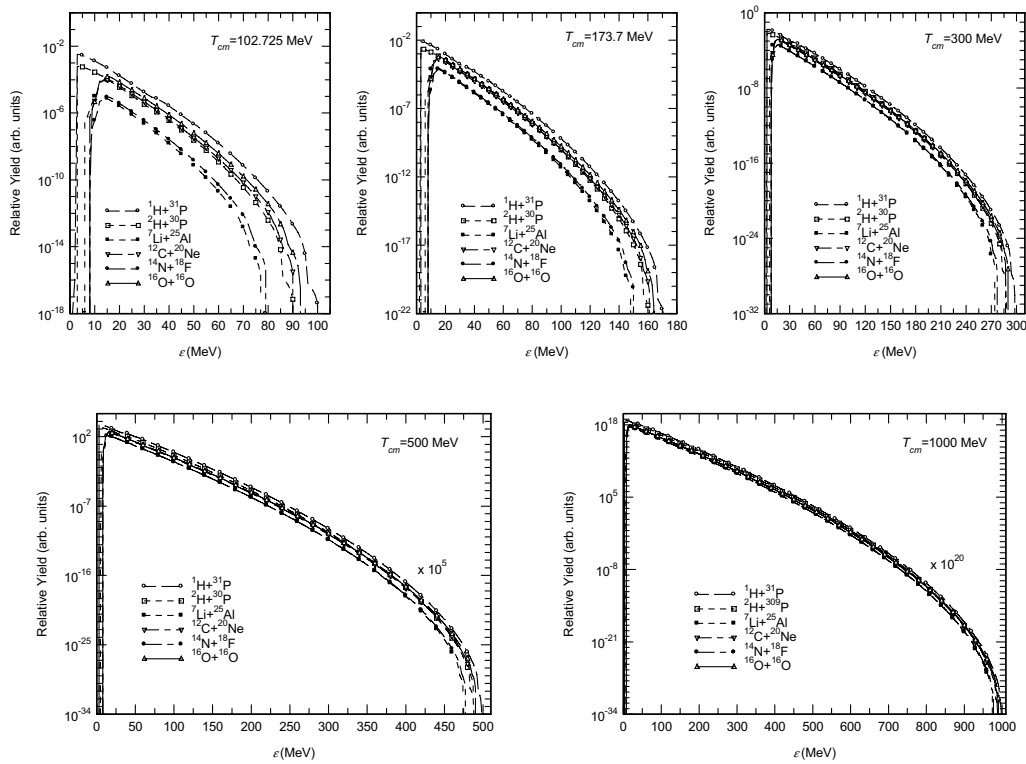 T_cm=102.725 MeV
Relative Yield (arb. units)
10^-2
10^-6
10^-10
10^-14
10^-18
¹H+³¹P
²H+³⁰P
⁷Li+²⁵Al
¹²C+²⁰Ne
¹⁴N+¹⁸F
¹⁶O+¹⁶O
0 10 20 30 40 50 60 70 80 90 100
ε(MeV)
T_cm=173.7 MeV
Relative Yield (arb. units)
10^-2
10^-7
10^-12
10^-17
10^-22
¹H+³¹P
²H+³⁰P
⁷Li+²⁵Al
¹²C+²⁰Ne
¹⁴N+¹⁸F
¹⁶O+¹⁶O
0 20 40 60 80 100 120 140 160 180
ε(MeV)
T_cm=300 MeV
Relative Yield (arb. units)
10^0
10^-8
10^-16
10^-24
10^-32
¹H+³¹P
²H+³⁰P
⁷Li+²⁵Al
¹²C+²⁰Ne
¹⁴N+¹⁸F
¹⁶O+¹⁶O
0 30 60 90 120 150 180 210 240 270 300
ε(MeV)
T_cm=500 MeV
Relative Yield (arb. units)
10^2
10^-7
10^-16
10^-25
10^-34
x 10^5
¹H+³¹P
²H+³⁰P
⁷Li+²⁵Al
¹²C+²⁰Ne
¹⁴N+¹⁸F
¹⁶O+¹⁶O
0 50 100 150 200 250 300 350 400 450 500
ε(MeV)
T_cm=1000 MeV
Relative Yield (arb. units)
10^18
10^5
10^-8
10^-21
10^-34
x 10^20
¹H+³¹P
²H+³⁰⁹P
⁷Li+²⁵Al
¹²C+²⁰Ne
¹⁴N+¹⁸F
¹⁶O+¹⁶O
0 100 200 300 400 500 600 700 800 900 1000
ε(MeV)